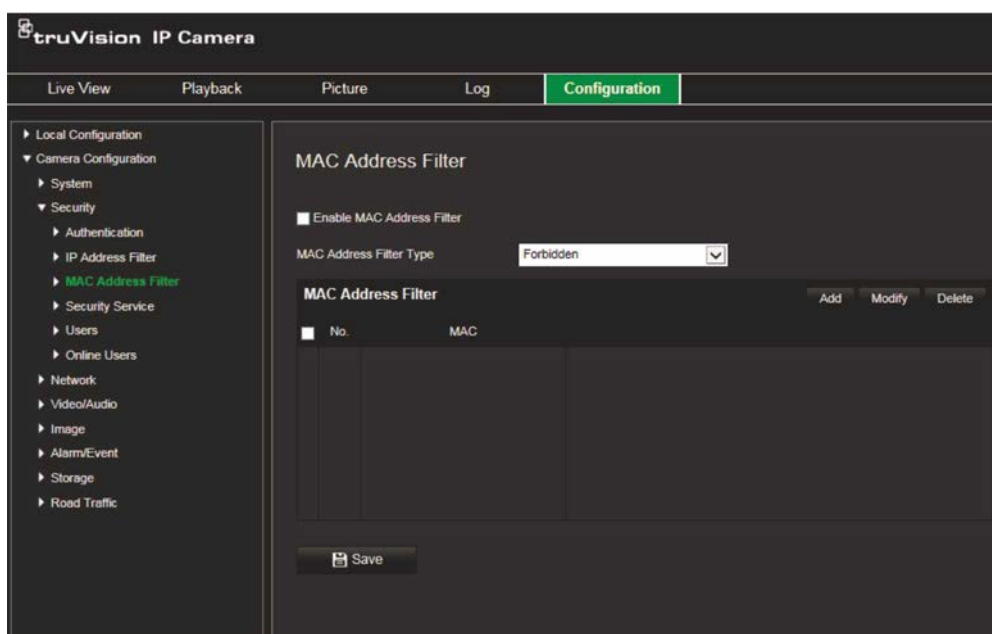 truVision IP Camera
Live View Playback Picture Log Configuration
Local Configuration
Camera Configuration
System
Security
Authentication
IP Address Filter
MAC Address Filter
Security Service
Users
Online Users
Network
Video/Audio
Image
Alarm/Event
Storage
Road Traffic
MAC Address Filter
Enable MAC Address Filter
MAC Address Filter Type Forbidden
MAC Address Filter Add Modify Delete
No. MAC
Save